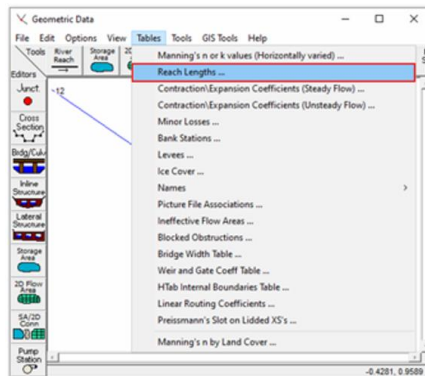 Geometric Data
File Edit Options View Tables Tools GIS Tools Help
Tools
River Reach
Storage Area
Editors
Junct.
Cross Section
Brdg/Culv
Inline Structure
Lateral Structure
Storage Area
2D Flow Area
SA/2D Conn
Pump Station
12
Manning's n or k values (Horizontally varied) ...
Reach Lengths ...
Contraction\Expansion Coefficients (Steady Flow) ...
Contraction\Expansion Coefficients (Unsteady Flow) ...
Minor Losses ...
Bank Stations ...
Levees ...
Ice Cover ...
Names
Picture File Associations ...
Ineffective Flow Areas ...
Blocked Obstructions ...
Bridge Width Table ...
Weir and Gate Coeff Table ...
HTab Internal Boundaries Table ...
Linear Routing Coefficients ...
Preissmann's Slot on Lidded XS's ...
Manning's n by Land Cover ...
-0.4281, 0.9589